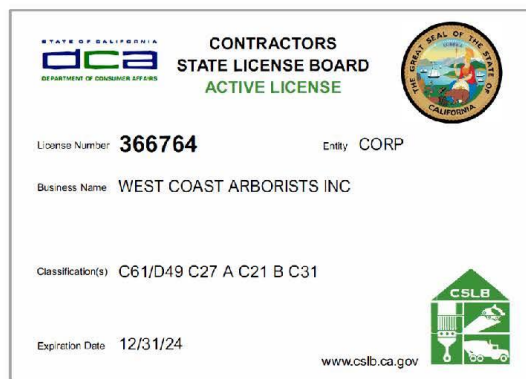 STATE OF CALIFORNIA
dca
DEPARTMENT OF CONSUMER AFFAIRS
CONTRACTORS
STATE LICENSE BOARD
ACTIVE LICENSE
THE GREAT SEAL OF THE STATE OF CALIFORNIA
License Number 366764
Entity CORP
Business Name WEST COAST ARBORISTS INC
Classification(s) C61/D49 C27 A C21 B C31
CSLB
Expiration Date 12/31/24
www.cslb.ca.gov